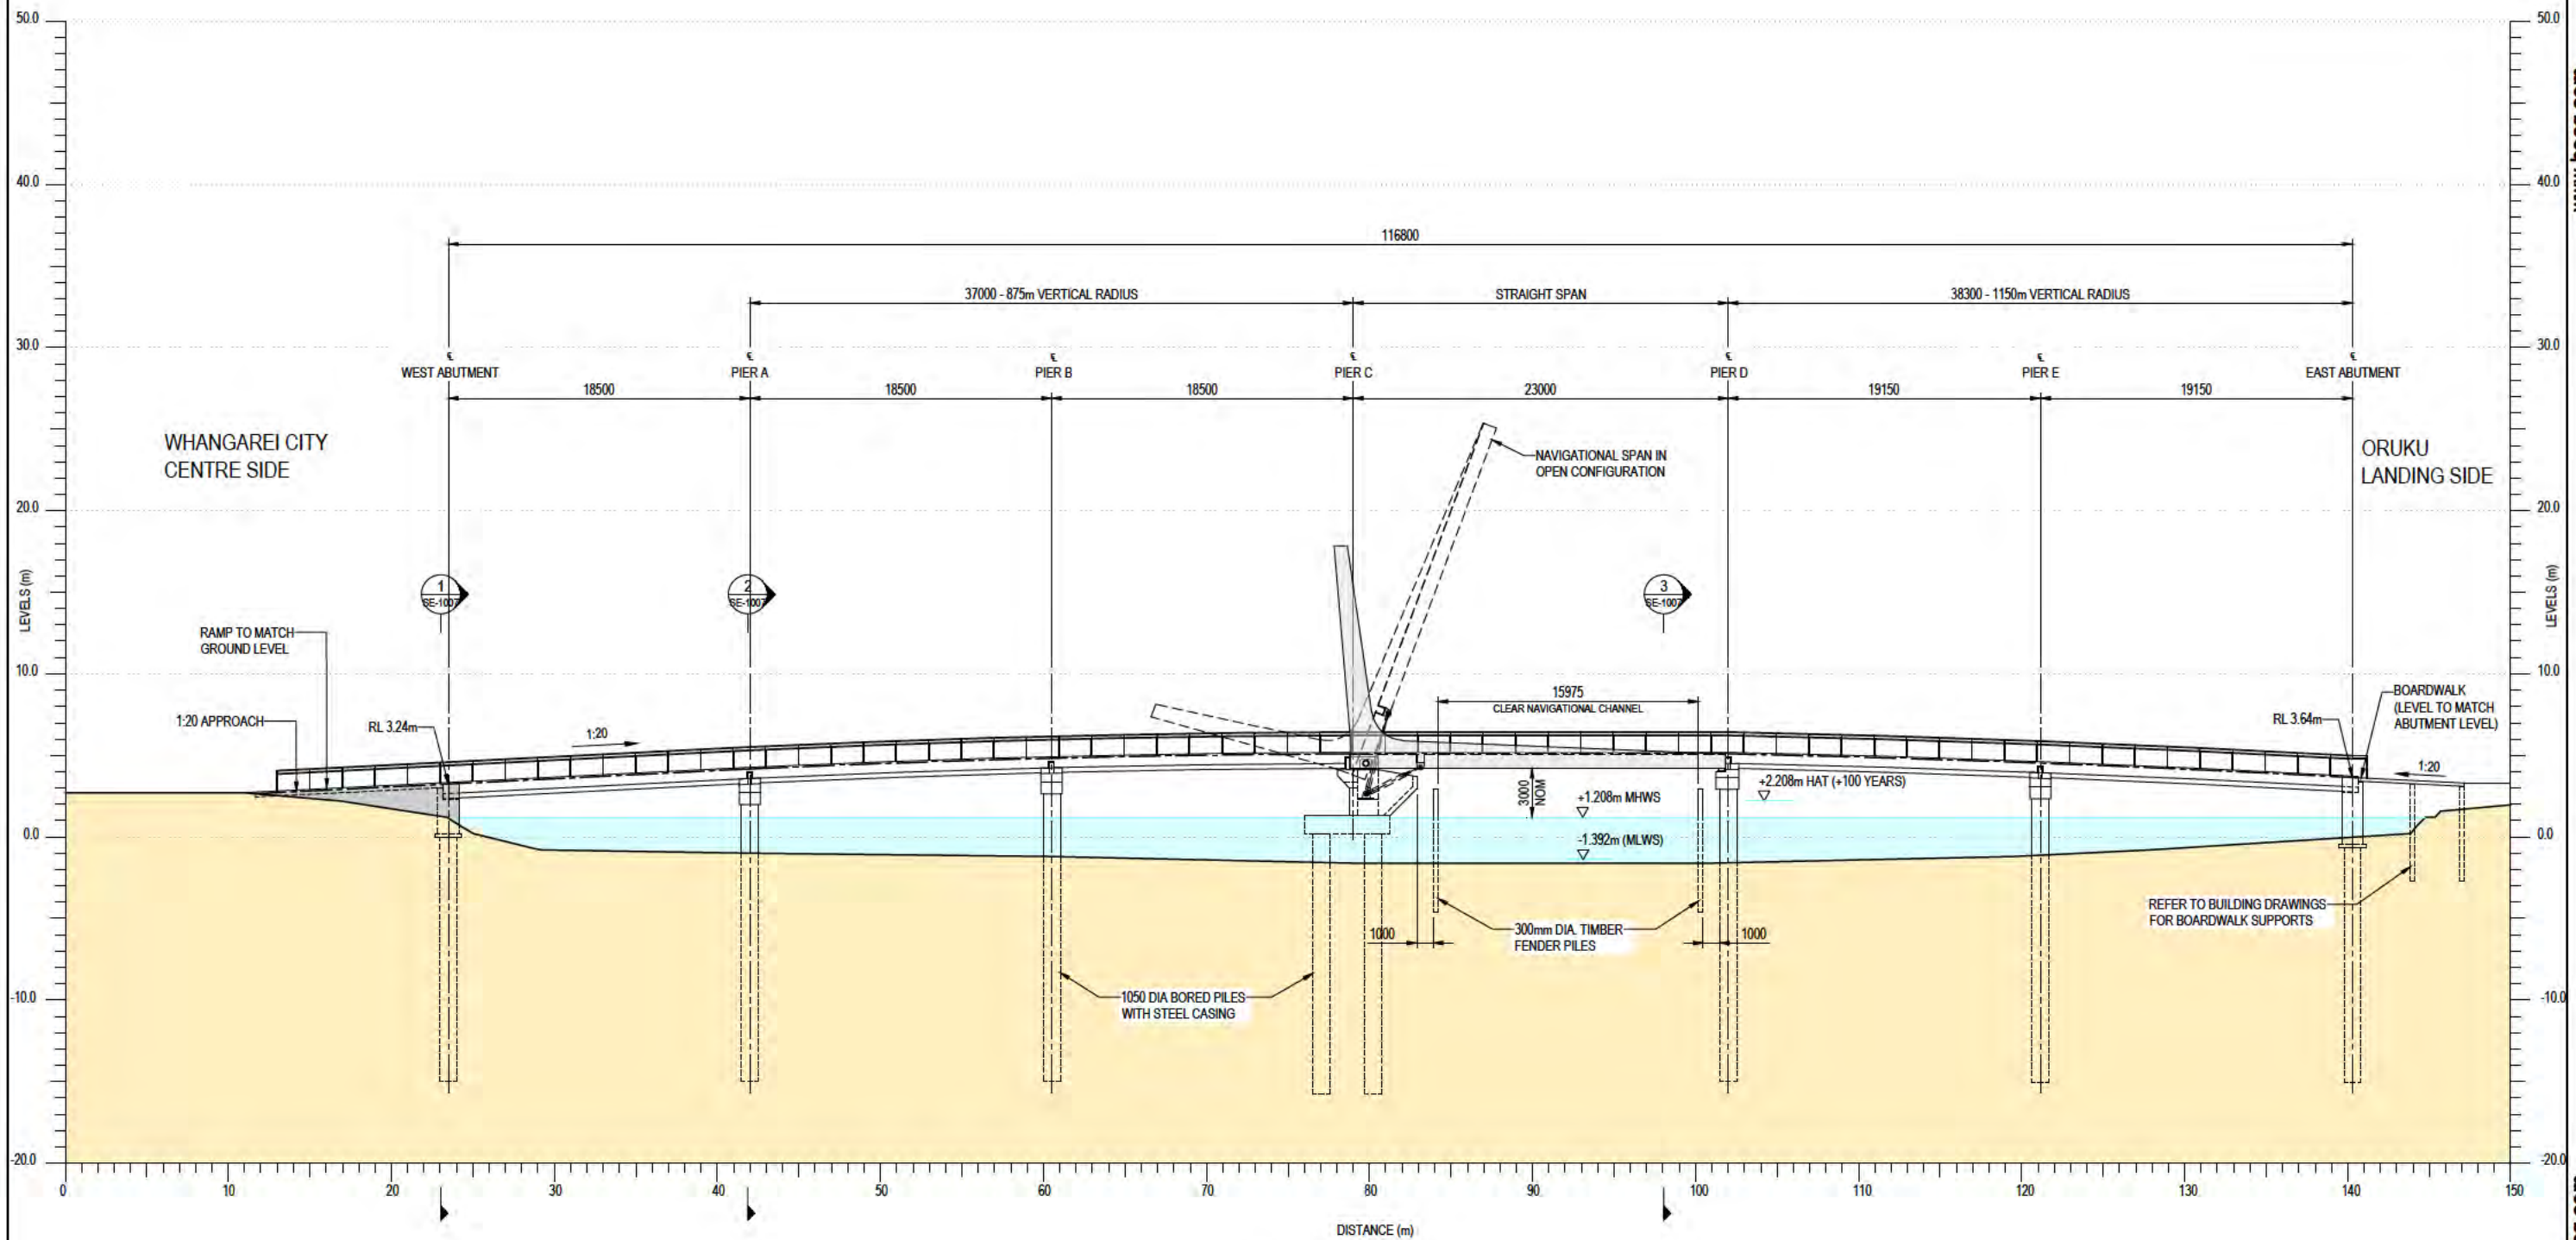 50.0
50.0
40.0
40.0
116800
37000 - 875m VERTICAL RADIUS
STRAIGHT SPAN
38300 - 1150m VERTICAL RADIUS
30.0
30.0
℄
WEST ABUTMENT
℄
PIER A
℄
PIER B
℄
PIER C
℄
PIER D
℄
PIER E
℄
EAST ABUTMENT
18500
18500
18500
23000
19150
19150
WHANGAREI CITY
CENTRE SIDE
NAVIGATIONAL SPAN IN
OPEN CONFIGURATION
ORUKU
LANDING SIDE
20.0
20.0
LEVELS (m)
LEVELS (m)
1
SE-1007
2
SE-1007
3
SE-1007
RAMP TO MATCH
GROUND LEVEL
10.0
10.0
15975
CLEAR NAVIGATIONAL CHANNEL
BOARDWALK
(LEVEL TO MATCH
ABUTMENT LEVEL)
1:20 APPROACH
RL 3.24m
1:20
RL 3.64m
1:20
3000
NOM
+2.208m HAT (+100 YEARS)
+1.208m MHWS
-1.392m (MLWS)
0.0
0.0
1000
300mm DIA. TIMBER
FENDER PILES
1000
REFER TO BUILDING DRAWINGS
FOR BOARDWALK SUPPORTS
1050 DIA BORED PILES
WITH STEEL CASING
-10.0
-10.0
-20.0
-20.0
0
10
20
30
40
50
60
70
80
90
100
110
120
130
140
150
DISTANCE (m)